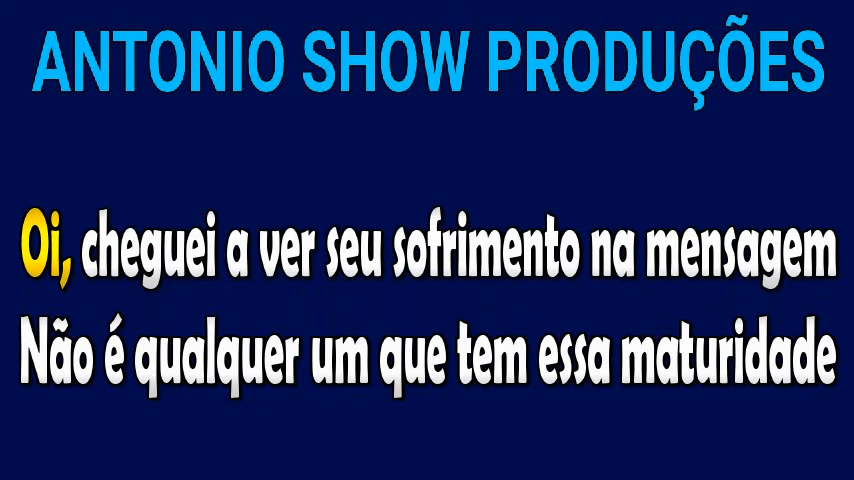 ANTONIO SHOW PRODUÇÕES
Oi, cheguei a ver seu sofrimento na mensagem
Não é qualquer um que tem essa maturidade